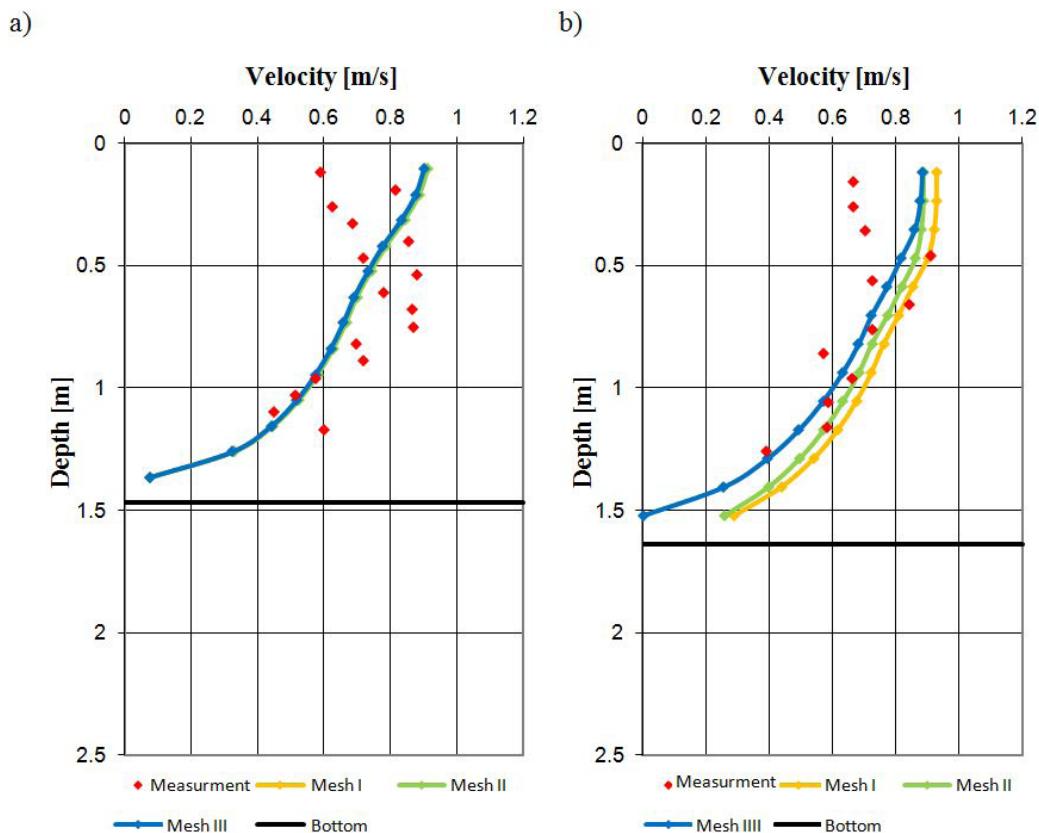 a)
Velocity [m/s]
0 0.2 0.4 0.6 0.8 1 1.2
0
0.5
1
1.5
2
2.5
Depth [m]
Measurment Mesh I Mesh II
Mesh III Bottom
b)
Velocity [m/s]
0 0.2 0.4 0.6 0.8 1 1.2
0
0.5
1
1.5
2
2.5
Depth [m]
Measurment Mesh I Mesh II
Mesh IIII Bottom